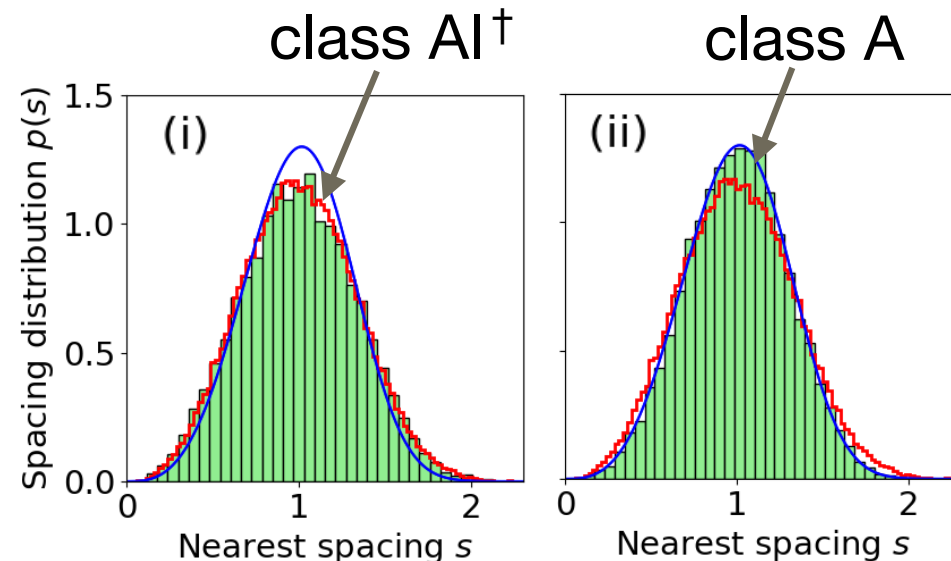 class AI†
class A
Spacing distribution p(s)
1.5
1.0
0.5
0.0
(i)
(ii)
0
1
2
0
1
2
Nearest spacing s
Nearest spacing s